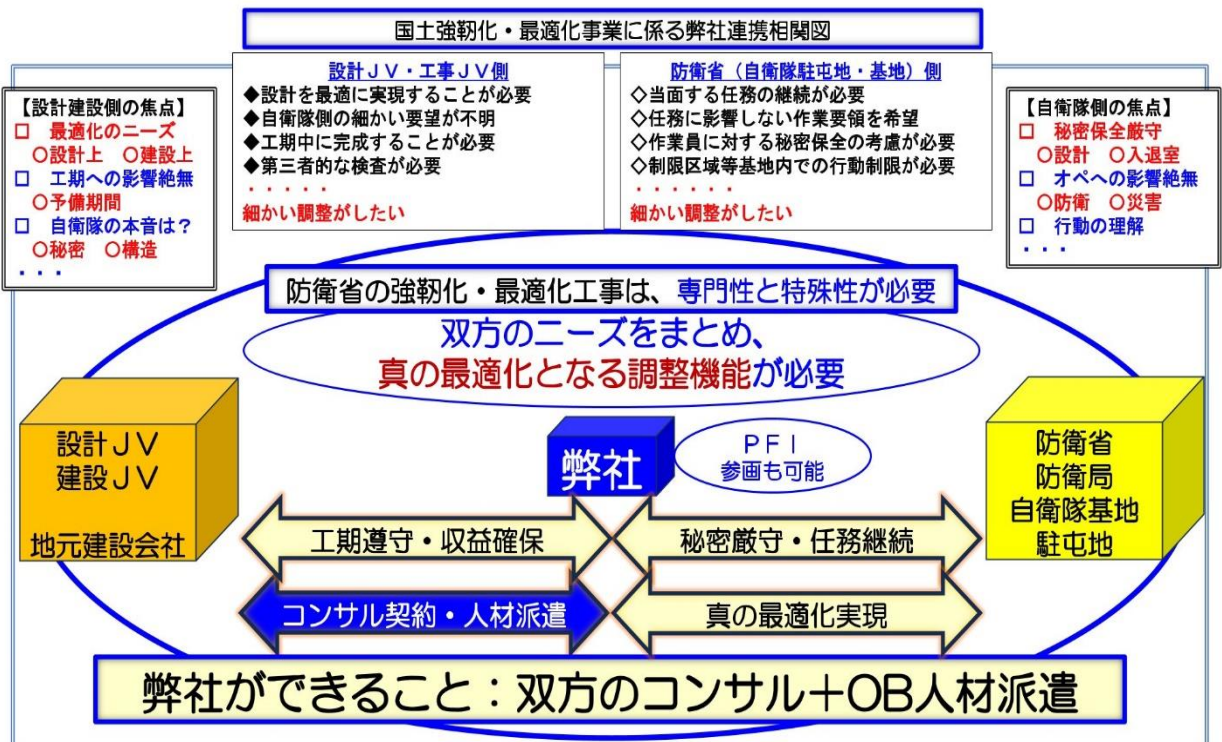 国土強靭化・最適化事業に係る弊社連携相関図
設計ＪＶ・工事ＪＶ側
◆設計を最適に実現することが必要
◆自衛隊側の細かい要望が不明
◆工期中に完成することが必要
◆第三者的な検査が必要
・・・・・
細かい調整がしたい
防衛省（自衛隊駐屯地・基地）側
◇当面する任務の継続が必要
◇任務に影響しない作業要領を希望
◇作業員に対する秘密保全の考慮が必要
◇制限区域等基地内での行動制限が必要
・・・・・・
細かい調整がしたい
【設計建設側の焦点】
□　最適化のニーズ
○設計上　○建設上
□　工期への影響絶無
○予備期間
□　自衛隊の本音は？
○秘密　○構造
・・・
【自衛隊側の焦点】
□　秘密保全厳守
○設計　○入退室
□　オペへの影響絶無
○防衛　○災害
□　行動の理解
・・・
防衛省の強靭化・最適化工事は、専門性と特殊性が必要
双方のニーズをまとめ、
真の最適化となる調整機能が必要
設計ＪＶ
建設ＪＶ
地元建設会社
弊社
ＰＦＩ
参画も可能
防衛省
防衛局
自衛隊基地
駐屯地
工期遵守・収益確保
秘密厳守・任務継続
コンサル契約・人材派遣
真の最適化実現
弊社ができること：双方のコンサル＋OB人材派遣